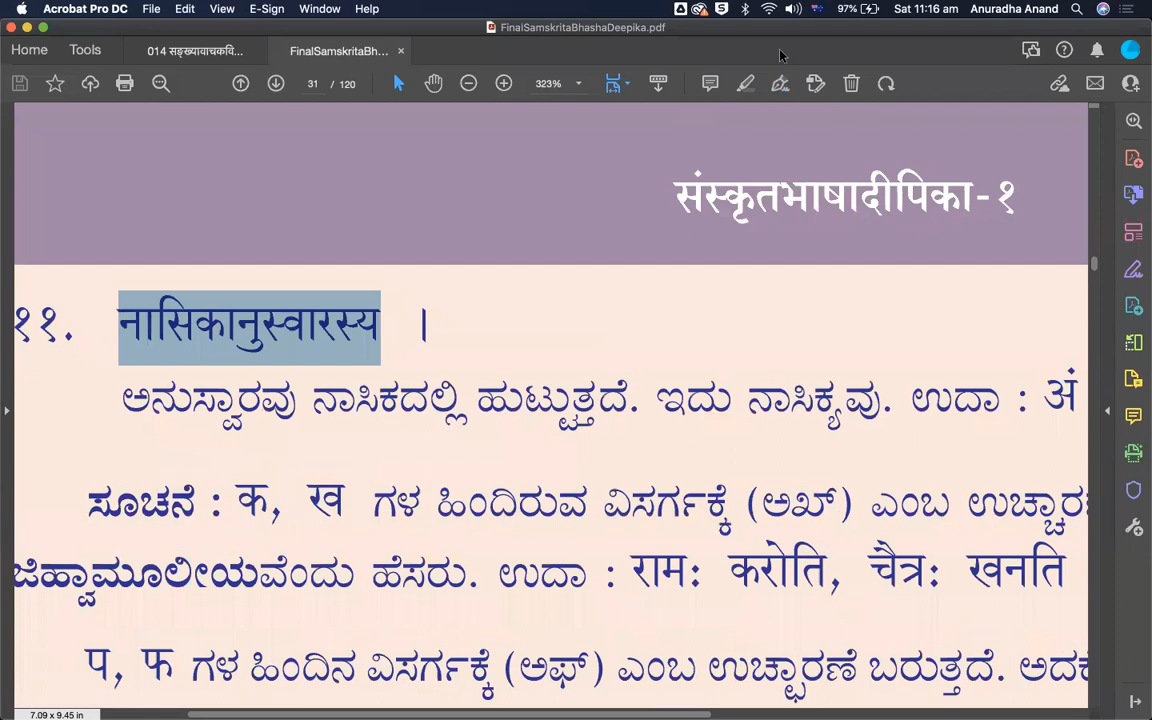 Acrobat Pro DC File Edit View E-Sign Window Help 97% Sat 11:16 am Anuradha Anand
FinalSamskritaBhashaDeepika.pdf
Home Tools 014 सङ्ख्यावाचकवि... FinalSamskritaBh... ×
31 / 120 323%
संस्कृतभाषादीपिका-१
११. नासिकानुस्वारस्य ।
ಅನುಸ್ವಾರವು ನಾಸಿಕದಲ್ಲಿ ಹುಟ್ಟುತ್ತದೆ. ಇದು ನಾಸಿಕ್ಯವು. ಉದಾ : अं
ಸೂಚನೆ : क, ख ಗಳ ಹಿಂದಿರುವ ವಿಸರ್ಗಕ್ಕೆ (ಅಖ್) ಎಂಬ ಉಚ್ಚಾರ
ಜಿಹ್ವಾಮೂಲೀಯವೆಂದು ಹೆಸರು. ಉದಾ : रामः करोति, चैत्रः खनति
प, फ ಗಳ ಹಿಂದಿನ ವಿಸರ್ಗಕ್ಕೆ (ಅಫ್) ಎಂಬ ಉಚ್ಛಾರಣೆ ಬರುತ್ತದೆ. ಅದಕ
7.09 x 9.45 in